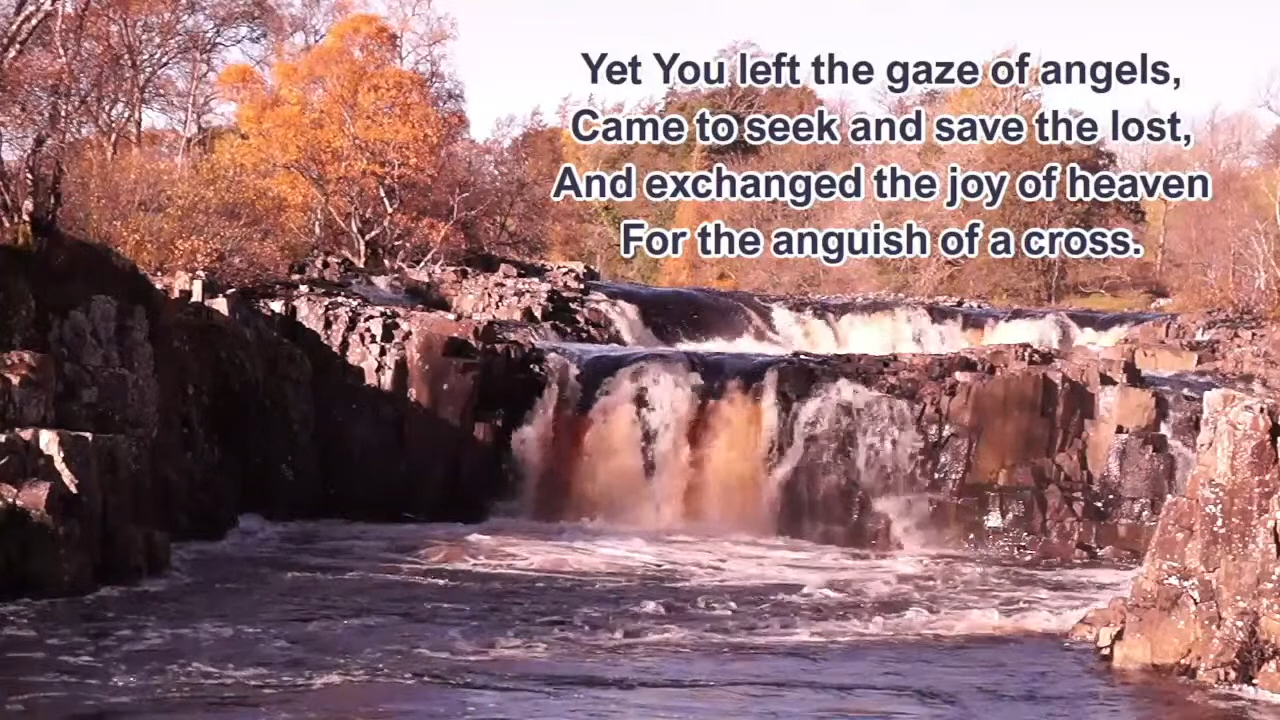 Yet You left the gaze of angels,
Came to seek and save the lost,
And exchanged the joy of heaven
For the anguish of a cross.